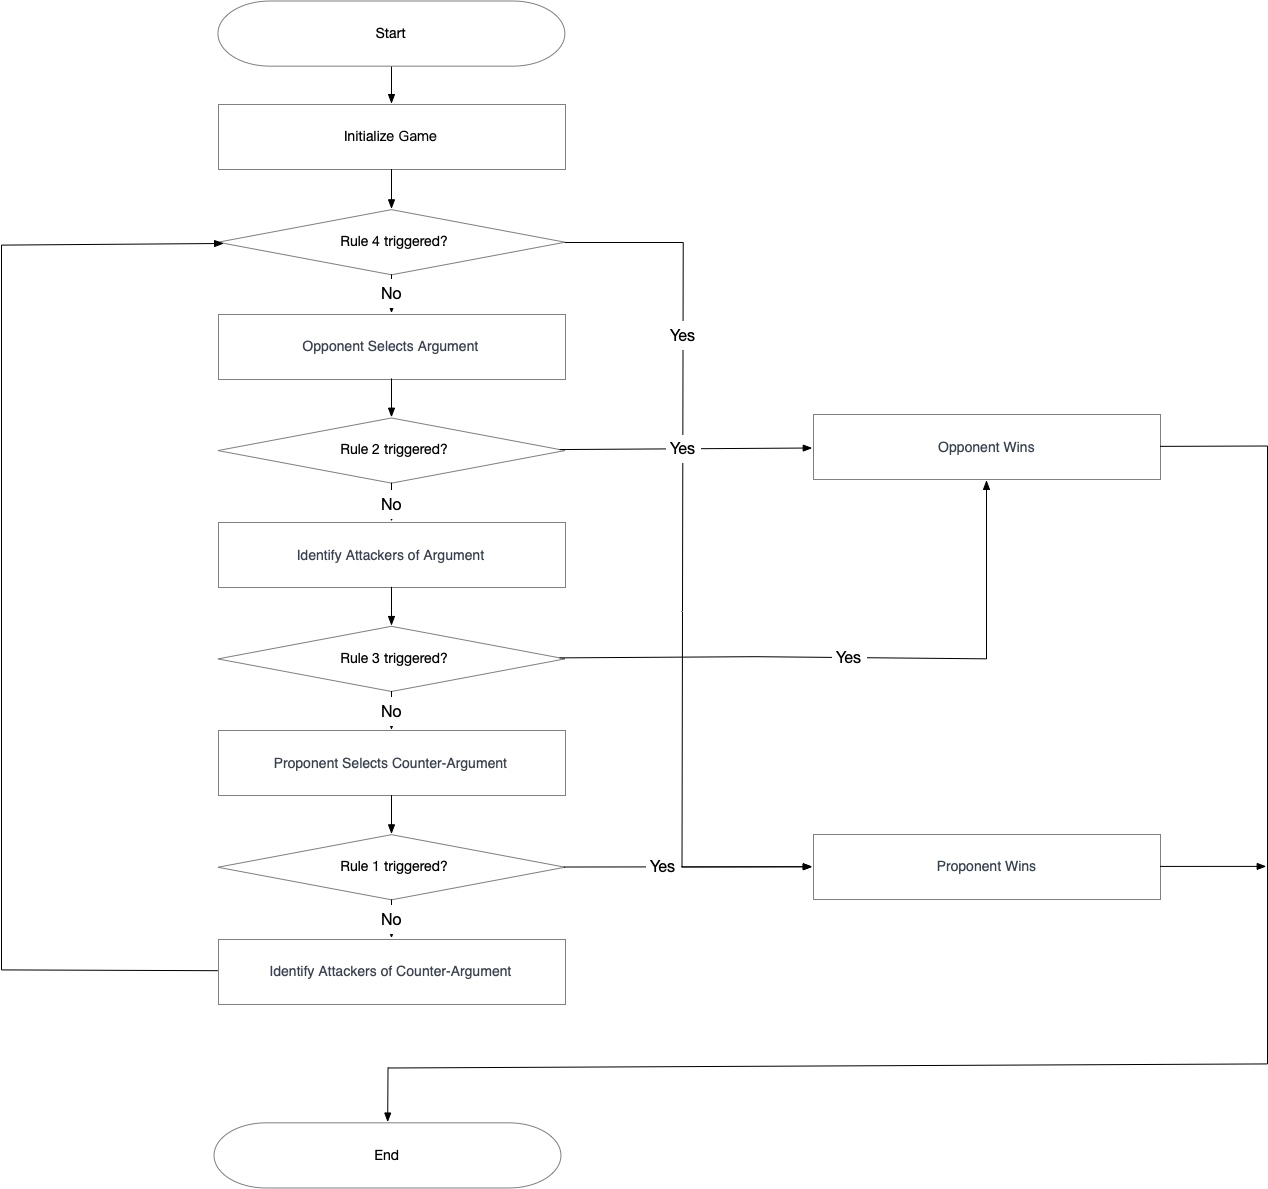 Start
Initialize Game
Rule 4 triggered?
No
Yes
Opponent Selects Argument
Rule 2 triggered?
Yes
Opponent Wins
No
Identify Attackers of Argument
Rule 3 triggered?
Yes
No
Proponent Selects Counter-Argument
Rule 1 triggered?
Yes
Proponent Wins
No
Identify Attackers of Counter-Argument
End